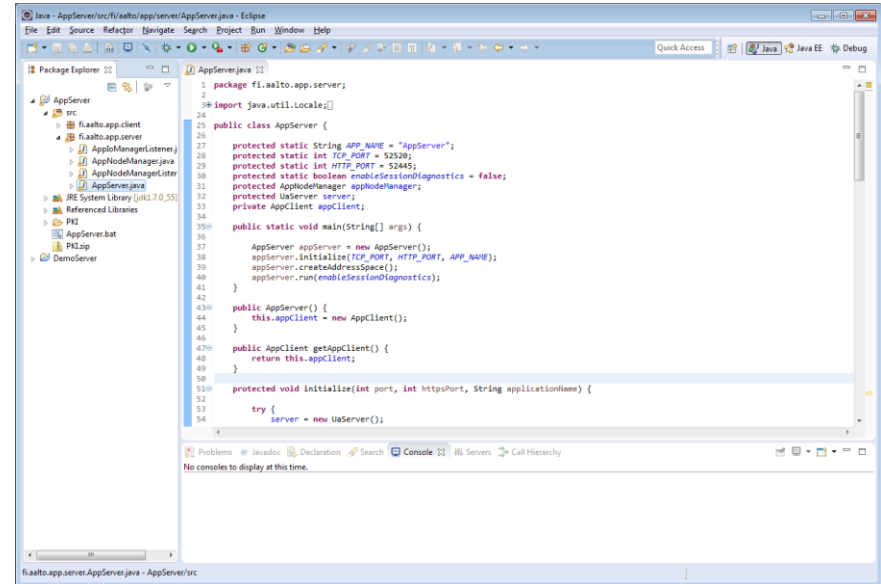 Java - AppServer/src/fi/aalto/app/server/AppServer.java - Eclipse
File Edit Source Refactor Navigate Search Project Run Window Help
Quick Access Java Java EE Debug
Package Explorer
AppServer
src
fi.aalto.app.client
fi.aalto.app.server
AppIoManagerListener.j
AppNodeManager.java
AppNodeManagerLister
AppServer.java
JRE System Library [jdk1.7.0_55]
Referenced Libraries
PKI
AppServer.bat
PKI.zip
DemoServer
AppServer.java
1 package fi.aalto.app.server;
2
3 import java.util.Locale;
24
25 public class AppServer {
26
27 protected static String APP_NAME = "AppServer";
28 protected static int TCP_PORT = 52520;
29 protected static int HTTP_PORT = 52445;
30 protected static boolean enableSessionDiagnostics = false;
31 protected AppNodeManager appNodeManager;
32 protected UaServer server;
33 private AppClient appClient;
34
35 public static void main(String[] args) {
36
37 AppServer appServer = new AppServer();
38 appServer.initialize(TCP_PORT, HTTP_PORT, APP_NAME);
39 appServer.createAddressSpace();
40 appServer.run(enableSessionDiagnostics);
41 }
42
43 public AppServer() {
44 this.appClient = new AppClient();
45 }
46
47 public AppClient getAppClient() {
48 return this.appClient;
49 }
50
51 protected void initialize(int port, int httpsPort, String applicationName) {
52
53 try {
54 server = new UaServer();
Problems @ Javadoc Declaration Search Console Servers Call Hierarchy
No consoles to display at this time.
fi.aalto.app.server.AppServer.java - AppServer/src